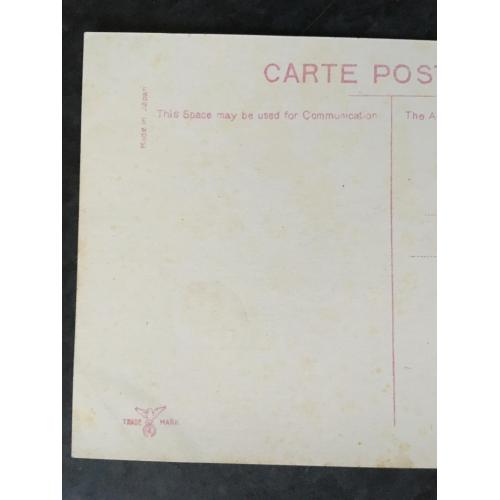 CARTE POST
Made in Japan
This Space may be used for Communication
The A
TRADE MARK